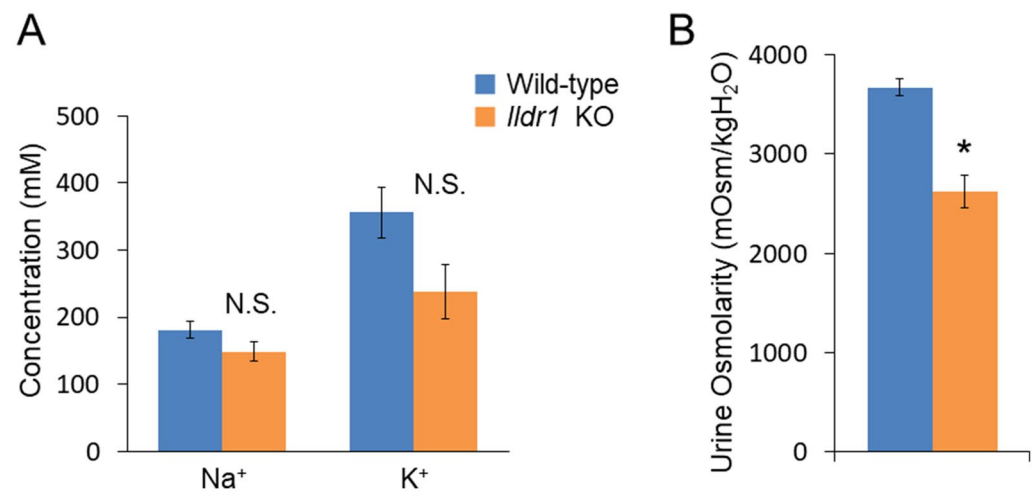 A
Wild-type
lldr1 KO
Concentration (mM)
500
400
300
200
100
0
N.S.
N.S.
Na⁺
K⁺
B
Urine Osmolarity (mOsm/kgH₂O)
4000
3000
2000
1000
0
*